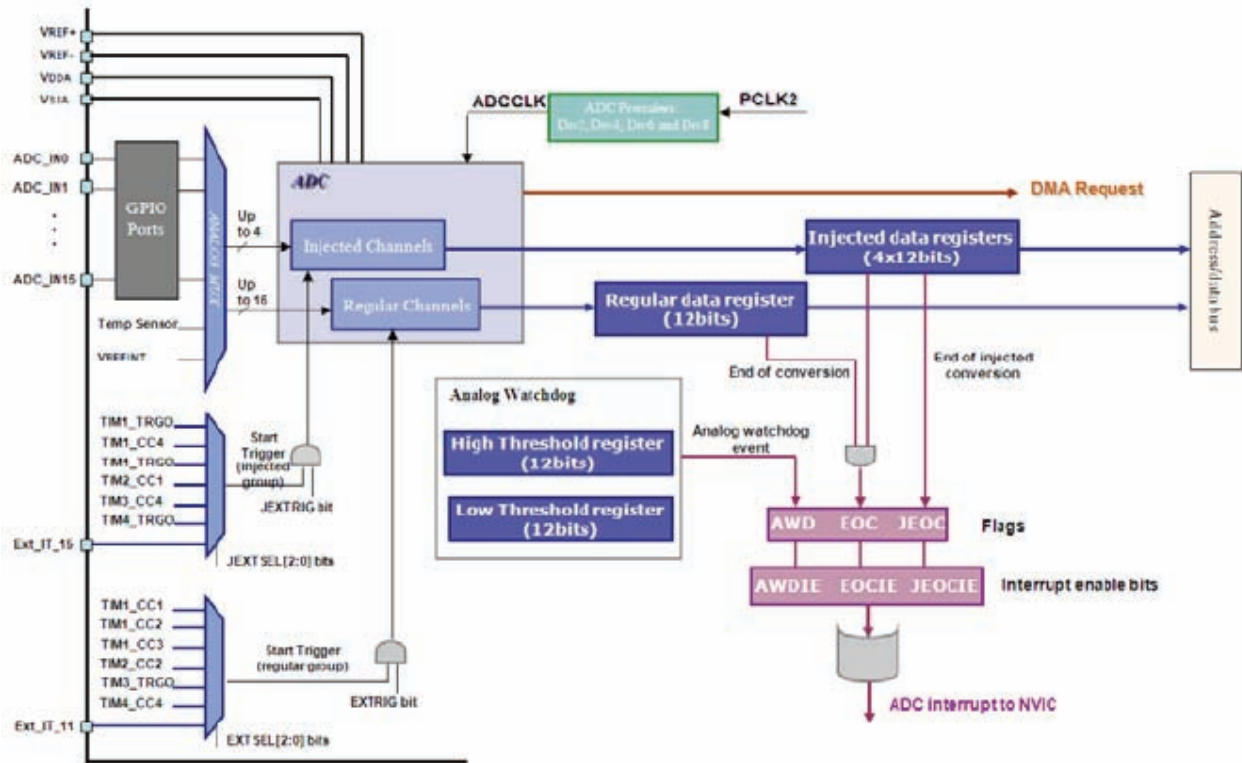 VREF+
VREF-
VDDA
ADCCLK
PCLK2
ADC Prescaler:
Div2, Div4, Div6 and Div8
ADC_IN0
ADC_IN1
ADC_IN15
GPIO
Ports
ANALOG MUX
ADC
Up
to 4
Injected Channels
Up
to 16
Regular Channels
DMA Request
Injected data registers
(4x12bits)
Regular data register
(12bits)
Address/data bus
Temp Sensor
VREFINT
End of conversion
End of injected
conversion
Analog Watchdog
High Threshold register
(12bits)
Low Threshold register
(12bits)
Analog watchdog
event
TIM1_TRGO
TIM1_CC4
TIM1_TRGO
TIM2_CC1
TIM3_CC4
TIM4_TRGO
Ext_IT_15
Start
Trigger
(injected
group)
JEXTRIG bit
JEXTSEL[2:0] bits
AWD EOC JEOC
Flags
AWDIE EOCIE JEOCIE
Interrupt enable bits
TIM1_CC1
TIM1_CC2
TIM1_CC3
TIM2_CC2
TIM3_TRGO
TIM4_CC4
Ext_IT_11
Start Trigger
(regular group)
EXTRIG bit
EXTSEL[2:0] bits
ADC interrupt to NVIC